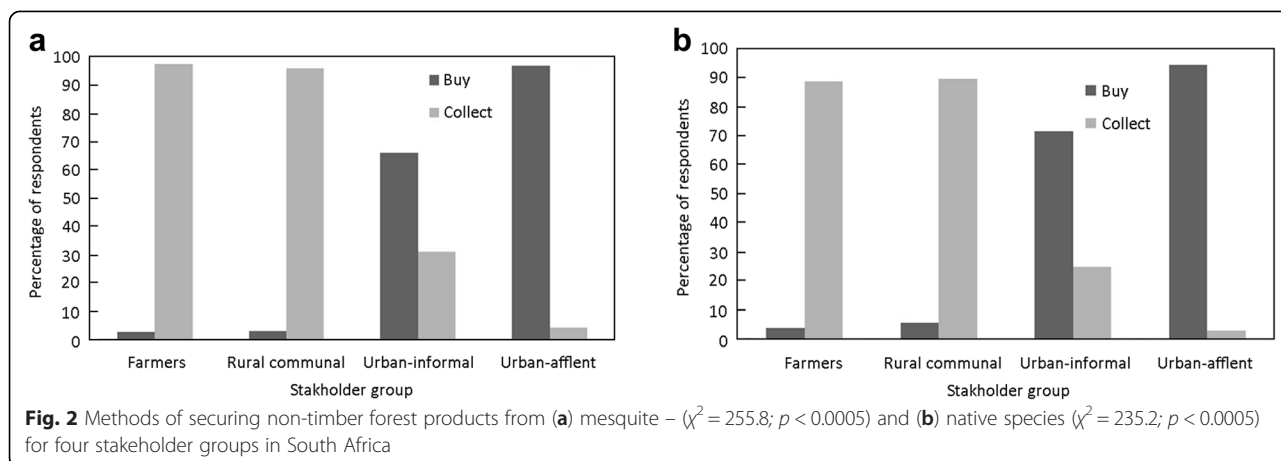 a
Percentage of respondents
100
90
80
70
60
50
40
30
20
10
0
Buy
Collect
Farmers Rural communal Urban-informal Urban-afflent
Stakholder group
b
Percentage of respondents
100
90
80
70
60
50
40
30
20
10
0
Buy
Collect
Farmers Rural communal Urban-informal Urban-afflent
Stakholder group
Fig. 2 Methods of securing non-timber forest products from (a) mesquite – (χ² = 255.8; p < 0.0005) and (b) native species (χ² = 235.2; p < 0.0005)
for four stakeholder groups in South Africa